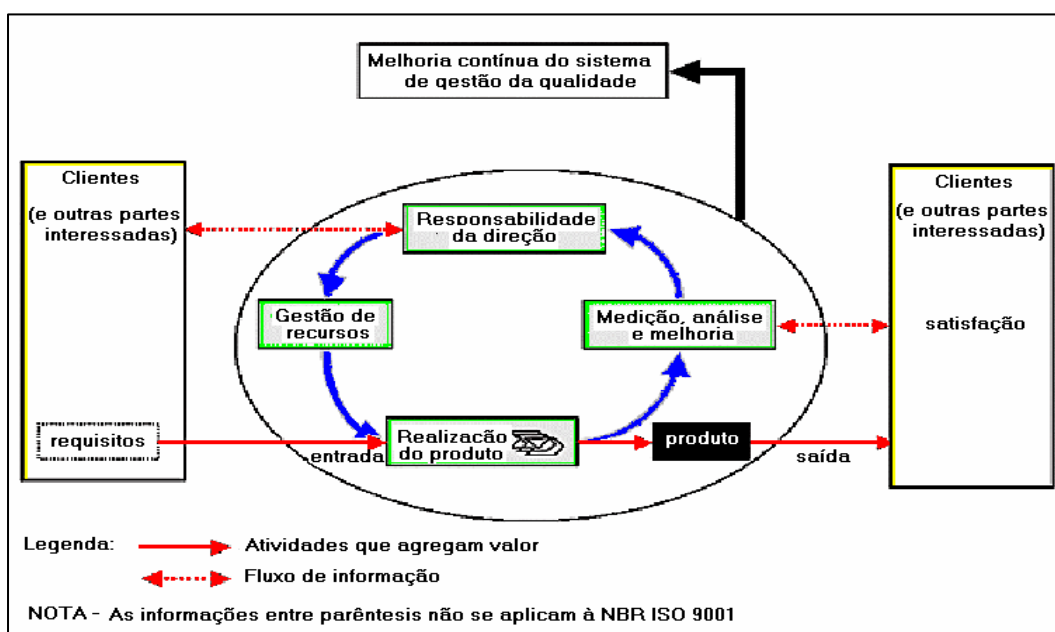 Melhoria contínua do sistema
de gestão da qualidade
Clientes
(e outras partes
interessadas)
Responsabilidade
da direção
Clientes
(e outras partes
interessadas)
Gestão de
recursos
Medição, análise
e melhoria
satisfação
requisitos
entrada
Realização
do produto
produto
saída
Legenda:
Atividades que agregam valor
Fluxo de informação
NOTA - As informações entre parêntesis não se aplicam à NBR ISO 9001